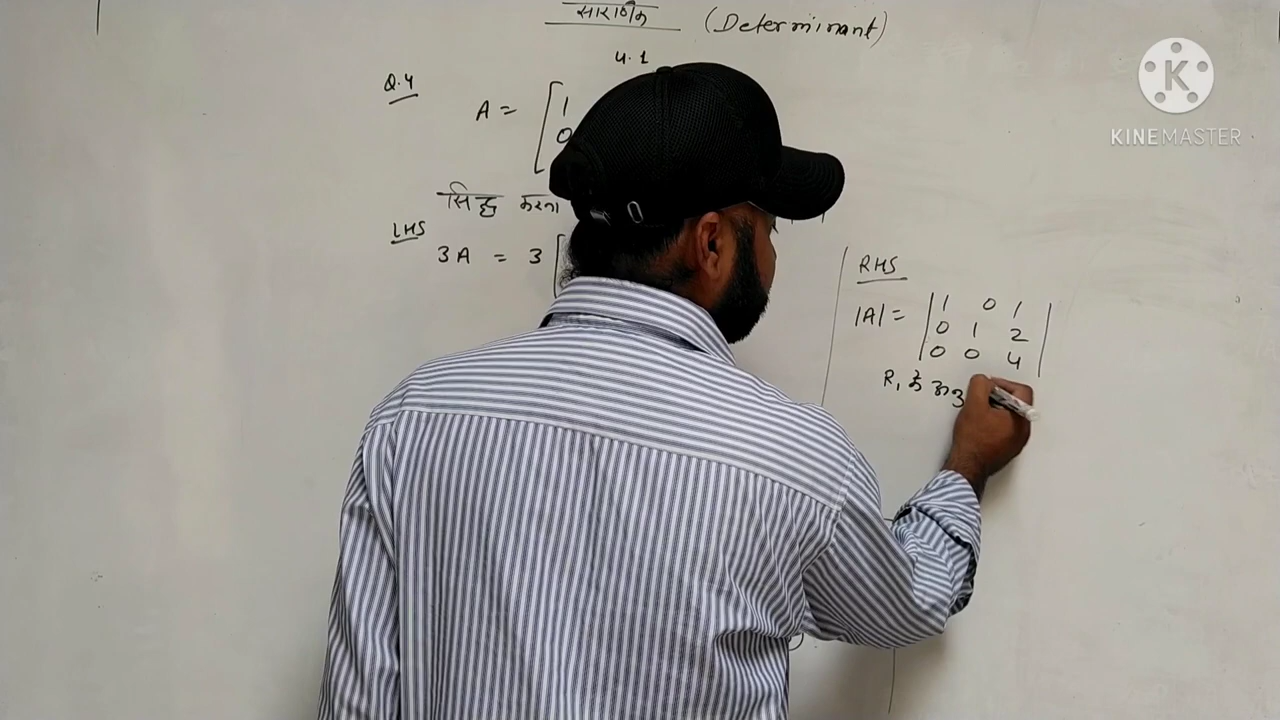 सारणिक (Determinant)
4.1
Q.4
A = [1
0
सिद्ध करना
LHS
3A = 3 [
RHS
|A| = |1 0 1|
|0 1 2|
|0 0 4|
R₁ के अनु
KINEMASTER